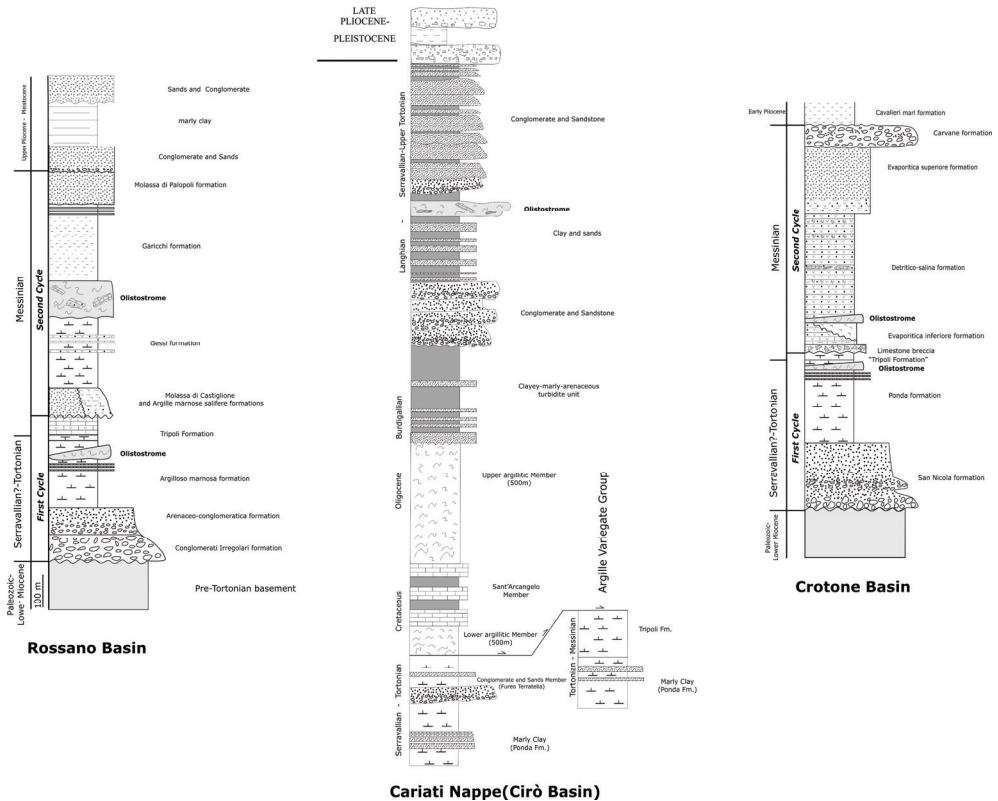 Upper Pliocene - Pleistocene
Messinian
Serravallian?-Tortonian
Paleozoic-
Lower Miocene
Second Cycle
First Cycle
100 m
Sands and Conglomerate
marly clay
Conglomerate and Sands
Molassa di Palopoli formation
Garicchi formation
Olistostrome
Gessi formation
Molassa di Castiglione
and Argille marnose salifere formations
Tripoli Formation
Olistostrome
Argilloso marnosa formation
Arenaceo-conglomeratica formation
Conglomerati Irregolari formation
Pre-Tortonian basement
Rossano Basin
LATE
PLIOCENE-
PLEISTOCENE
Langhian - Serravallian-Lpper Tortonian
Burdigallian
Oligocene
Cretaceous
Serravallian - Tortonian
Conglomerate and Sandstone
Olistostrome
Clay and sands
Conglomerate and Sandstone
Clayey-marly-arenaceous
turbidite unit
Upper argillitic Member
(500m)
Sant'Arcangelo
Member
Lower argillitic Member
(500m)
Conglomerate and Sands Member
(Fureo Terratella)
Marly Clay
(Ponda Fm.)
Argille Variegate Group
Tortonian - Messinian
Tripoli Fm.
Marly Clay
(Ponda Fm.)
Cariati Nappe(Cirò Basin)
Early Pliocene
Messinian
Serravallian?-Tortonian
Paleozoic-
Lower Miocene
Second Cycle
First Cycle
Cavalieri marl formation
Carvane formation
Evaporitica superiore formation
Detritico-salina formation
Olistostrome
Evaporitica inferiore formation
Limestone breccia
"Tripoli Formation"
Olistostrome
Ponda formation
San Nicola formation
Crotone Basin